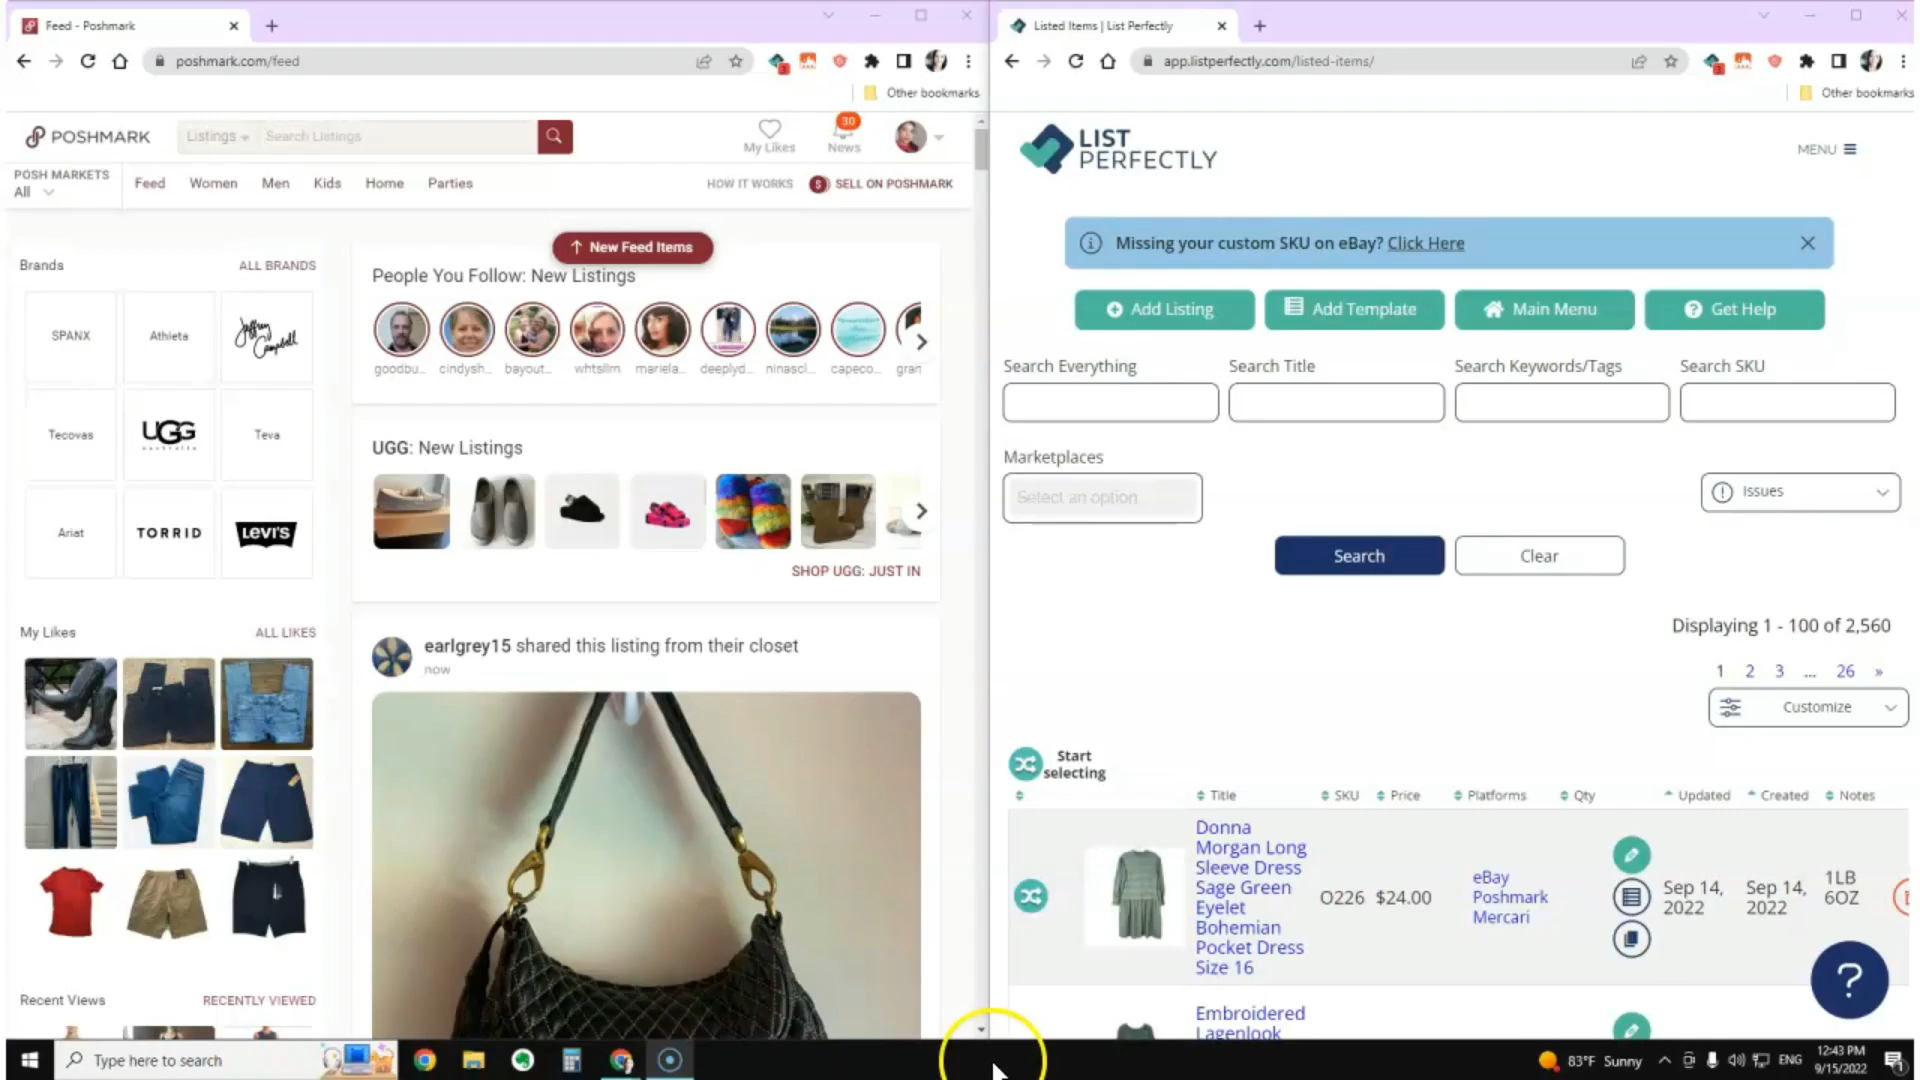 Feed - Poshmark
poshmark.com/feed
Other bookmarks
POSHMARK
Listings
Search Listings
My Likes
30
News
POSH MARKETS
All
Feed
Women
Men
Kids
Home
Parties
HOW IT WORKS
SELL ON POSHMARK
New Feed Items
Brands
ALL BRANDS
SPANX
Athleta
Jeffrey Campbell
Tecovas
UGG
australia
Teva
Ariat
TORRID
LEVI'S
My Likes
ALL LIKES
Recent Views
RECENTLY VIEWED
People You Follow: New Listings
goodbu...
cindysh...
bayout...
whtsllm
mariela...
deeplyd...
ninascl...
capeco...
gran
UGG: New Listings
SHOP UGG: JUST IN
earlgrey15 shared this listing from their closet
now
Listed Items | List Perfectly
app.listperfectly.com/listed-items/
Other bookmarks
LIST
PERFECTLY
MENU
Missing your custom SKU on eBay? Click Here
Add Listing
Add Template
Main Menu
Get Help
Search Everything
Search Title
Search Keywords/Tags
Search SKU
Marketplaces
Select an option
Issues
Search
Clear
Displaying 1 - 100 of 2,560
1 2 3 ... 26 »
Customize
Start
selecting
Title
SKU
Price
Platforms
Qty
Updated
Created
Notes
Donna
Morgan Long
Sleeve Dress
Sage Green
Eyelet
Bohemian
Pocket Dress
Size 16
O226
$24.00
eBay
Poshmark
Mercari
Sep 14,
2022
Sep 14,
2022
1LB
6OZ
Embroidered
Lagenlook
?
Type here to search
83°F Sunny
ENG
12:43 PM
9/15/2022